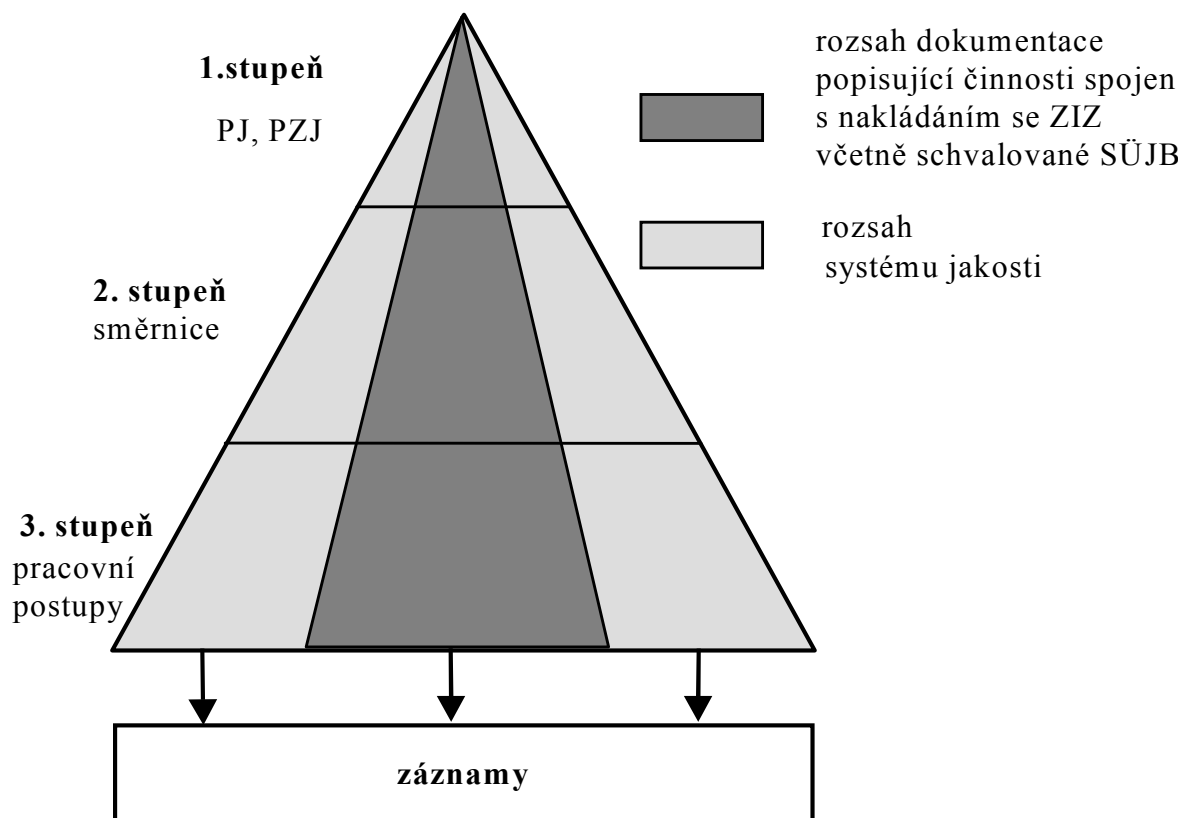 1.stupeň
PJ, PZJ
rozsah dokumentace
popisující činnosti spojen
s nakládáním se ZIZ
včetně schvalované SÜJB
rozsah
systému jakosti
2. stupeň
směrnice
3. stupeň
pracovní
postupy
záznamy